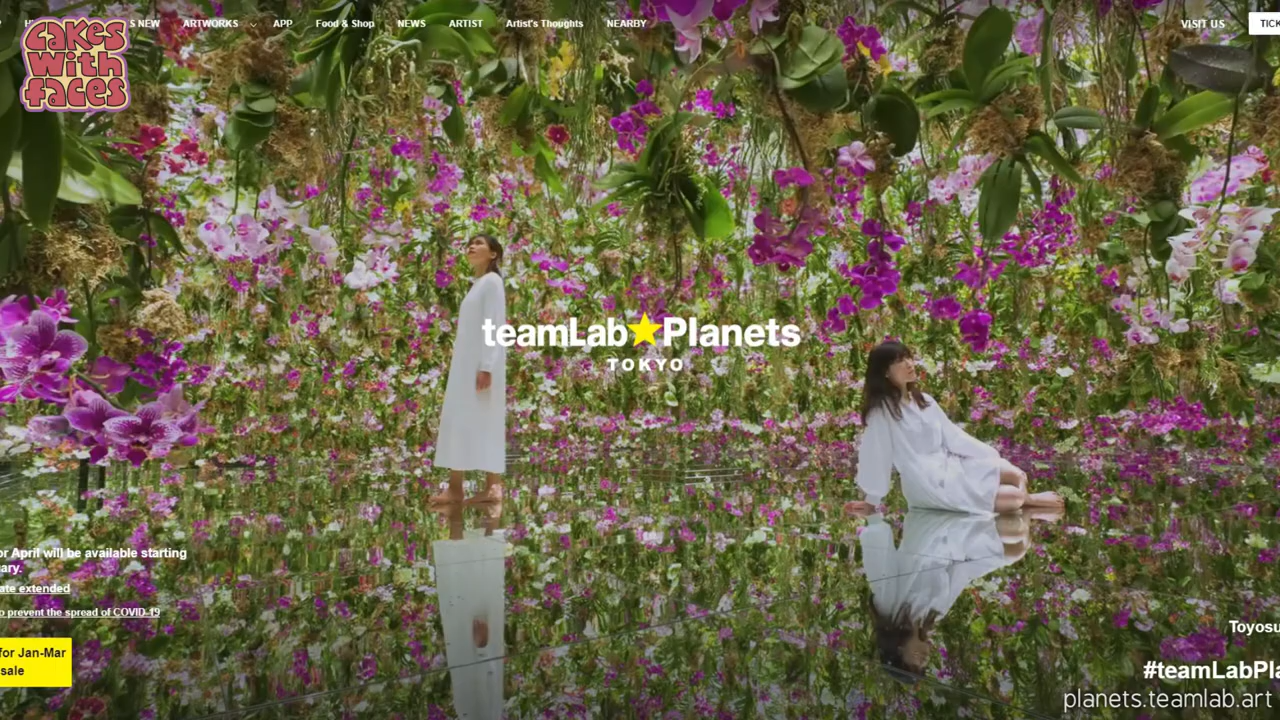 S NEW ARTWORKS APP Food & Shop NEWS ARTIST Artist's Thoughts NEARBY VISIT US TICK
Cakes
With
faces
teamLab Planets
TOKYO
or April will be available starting
ary.
ate extended
o prevent the spread of COVID-19
for Jan-Mar
sale
Toyosu
#teamLabPla
planets.teamlab.art